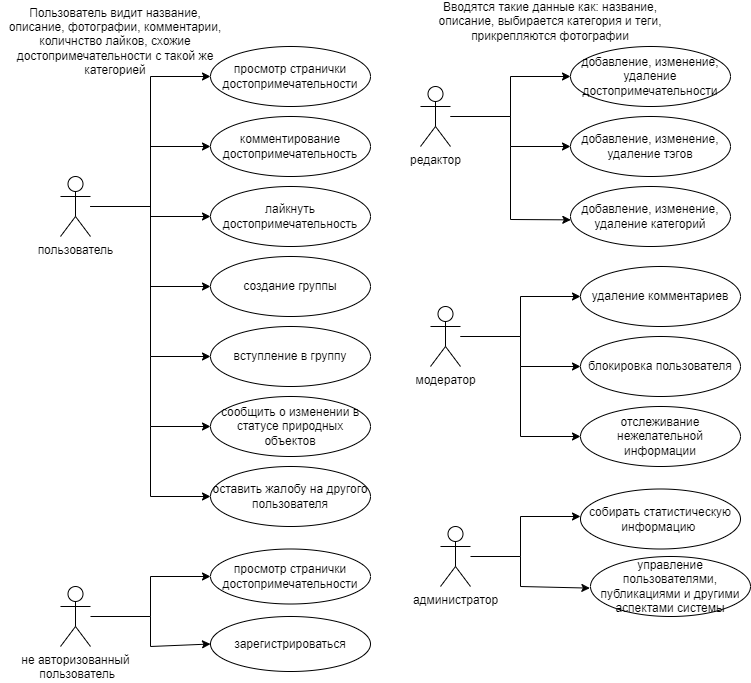 Пользователь видит название,
описание, фотографии, комментарии,
количнство лайков, схожие
достопримечательности с такой же
категорией
просмотр странички
достопримечательности
комментирование
достопримечательность
лайкнуть
достопримечательность
пользователь
создание группы
вступление в группу
сообщить о изменении в
статусе природных
объектов
оставить жалобу на другого
пользователя
просмотр странички
достопримечательности
зарегистрироваться
не авторизованный
пользователь
Вводятся такие данные как: название,
описание, выбирается категория и теги,
прикрепляются фотографии
добавление, изменение,
удаление
достопримечательности
редактор
добавление, изменение,
удаление тэгов
добавление, изменение,
удаление категорий
удаление комментариев
модератор
блокировка пользователя
отслеживание
нежелательной
информации
собирать статистическую
информацию
администратор
управление
пользователями,
публикациями и другими
аспектами системы